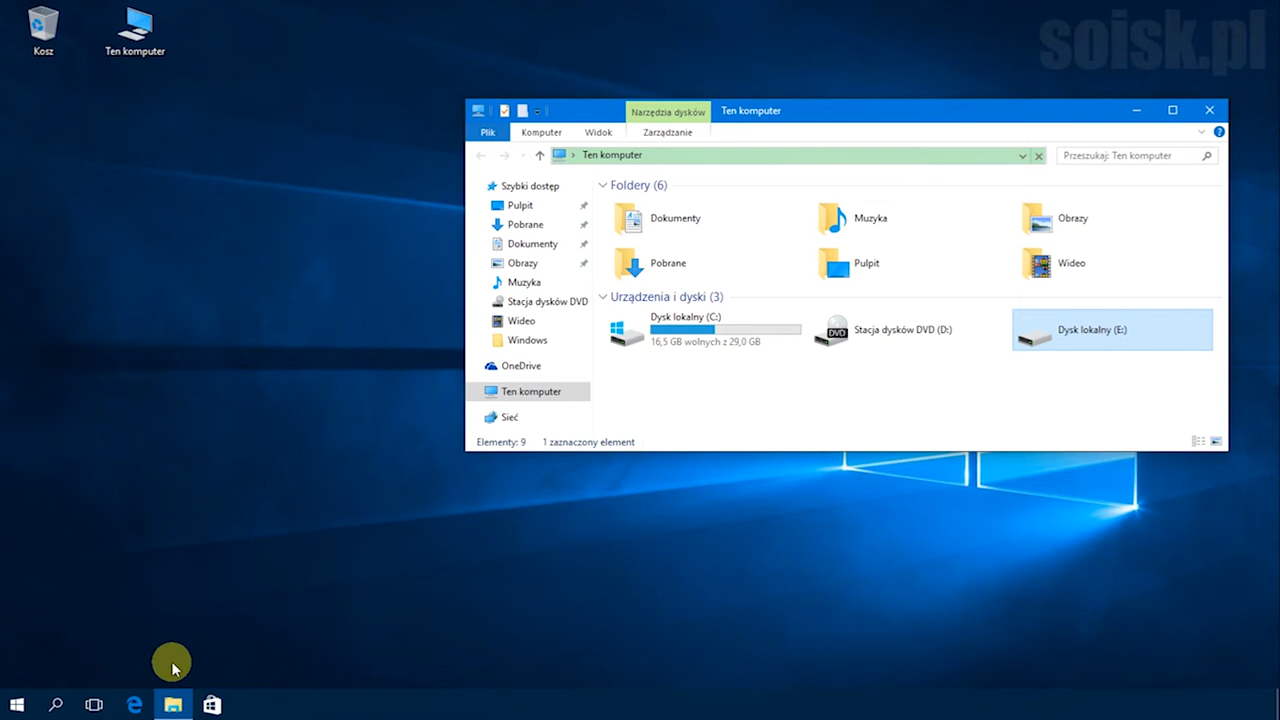 Kosz
Ten komputer
soisk.pl
Narzędzia dysków
Ten komputer
Plik
Komputer
Widok
Zarządzanie
Ten komputer
Przeszukaj: Ten komputer
Szybki dostęp
Pulpit
Pobrane
Dokumenty
Obrazy
Muzyka
Stacja dysków DVD
Wideo
Windows
OneDrive
Ten komputer
Sieć
Foldery (6)
Dokumenty
Muzyka
Obrazy
Pobrane
Pulpit
Wideo
Urządzenia i dyski (3)
Dysk lokalny (C:)
16,5 GB wolnych z 29,0 GB
DVD
Stacja dysków DVD (D:)
Dysk lokalny (E:)
Elementy: 9
1 zaznaczony element